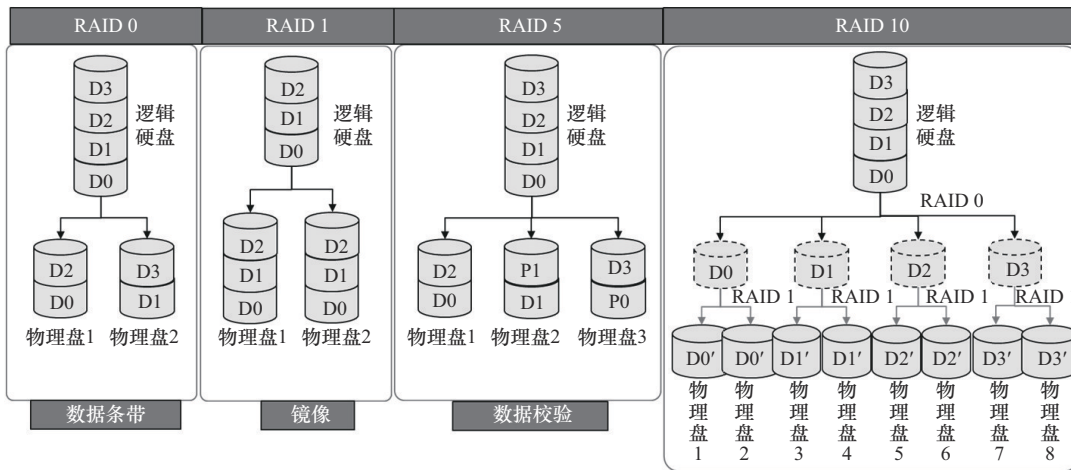 RAID 0
RAID 1
RAID 5
RAID 10
D3
D2
D1
D0
逻辑
硬盘
D2
D0
D3
D1
物理盘1
物理盘2
数据条带
D2
D1
D0
逻辑
硬盘
D2
D1
D0
D2
D1
D0
物理盘1
物理盘2
镜像
D3
D2
D1
D0
逻辑
硬盘
D2
D0
P1
D1
D3
P0
物理盘1
物理盘2
物理盘3
数据校验
D3
D2
D1
D0
逻辑
硬盘
RAID 0
D0
D1
D2
D3
RAID 1
RAID 1
RAID 1
RAID
D0′
D0′
D1′
D1′
D2′
D2′
D3′
D3′
物理盘1
物理盘2
物理盘3
物理盘4
物理盘5
物理盘6
物理盘7
物理盘8